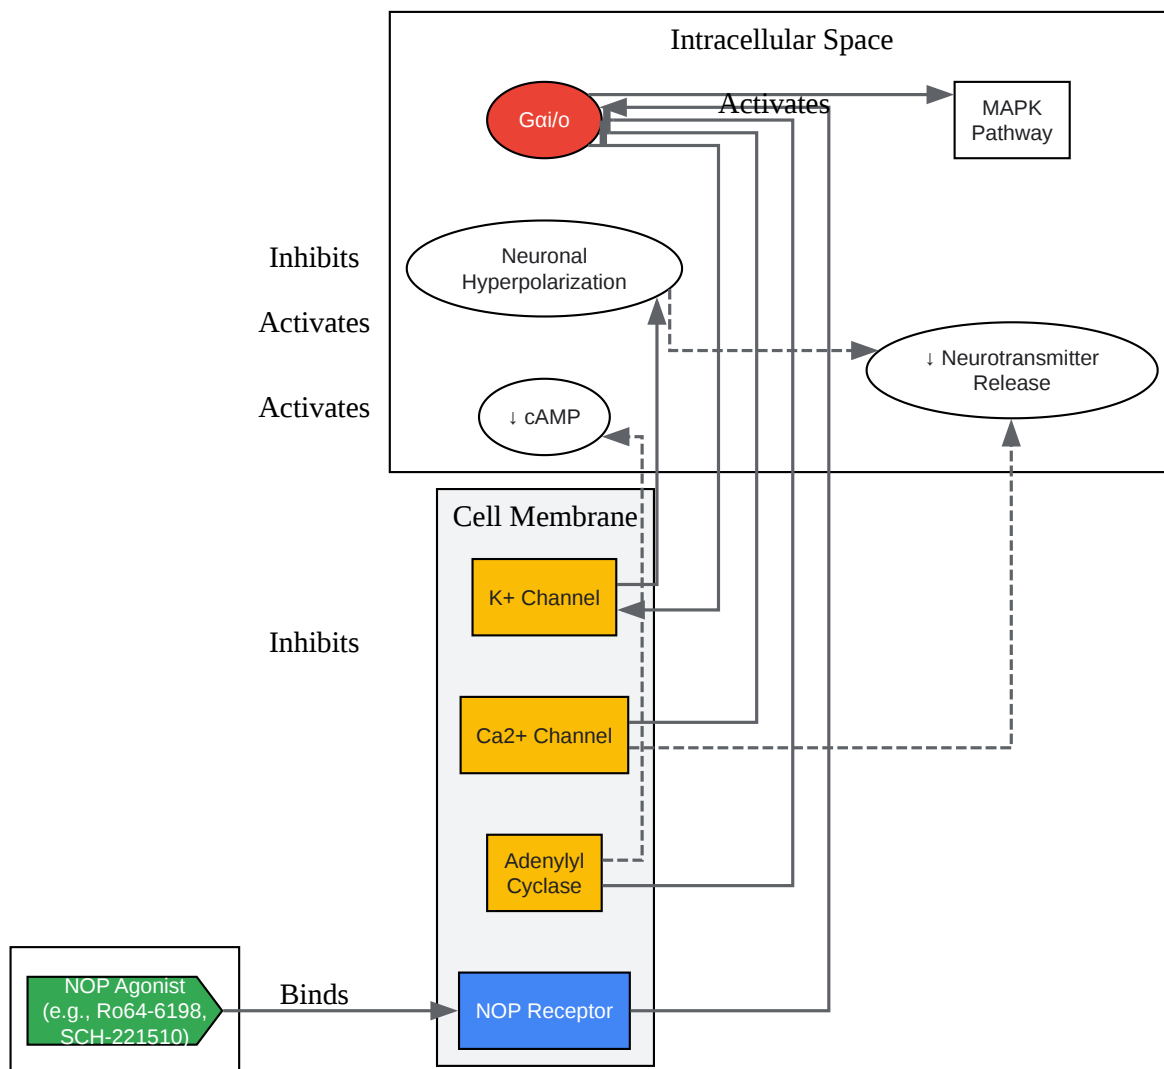 Intracellular Space
Gαi/o
Activates
MAPK
Pathway
Inhibits
Neuronal
Hyperpolarization
Activates
↓ Neurotransmitter
Release
Activates
↓ cAMP
Cell Membrane
K+ Channel
Inhibits
Ca2+ Channel
Adenylyl
Cyclase
NOP Agonist
(e.g., Ro64-6198,
SCH-221510)
Binds
NOP Receptor